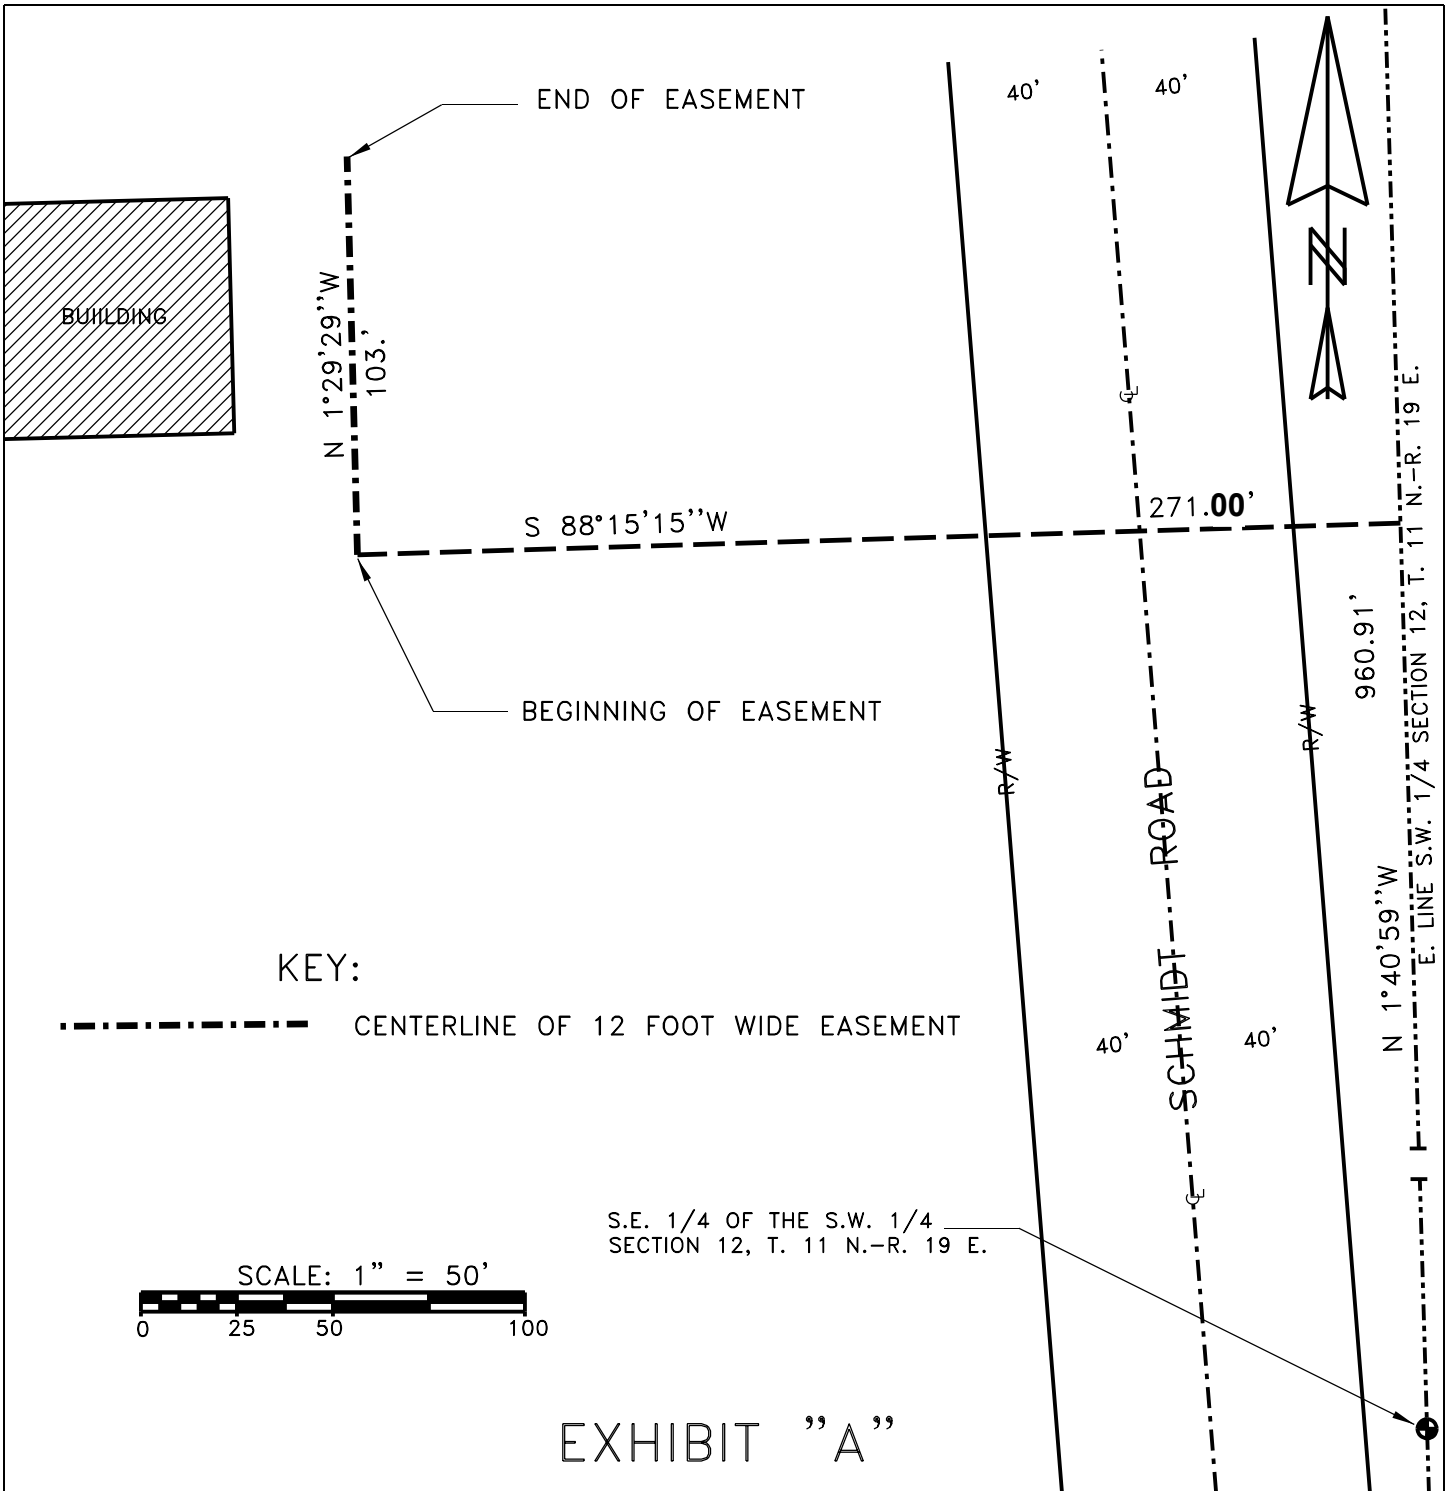 END OF EASEMENT
40'
40'
N
BUIILDING
N 1°29'29''W
103.'
℄
S 88°15'15''W
271.00'
E. LINE S.W. 1/4 SECTION 12, T. 11 N.-R. 19 E.
960.91'
N 1°40'59''W
BEGINNING OF EASEMENT
R/W
R/W
SCHMIDT ROAD
KEY:
CENTERLINE OF 12 FOOT WIDE EASEMENT
40'
40'
℄
S.E. 1/4 OF THE S.W. 1/4
SECTION 12, T. 11 N.-R. 19 E.
SCALE: 1" = 50'
0 25 50 100
EXHIBIT "A"